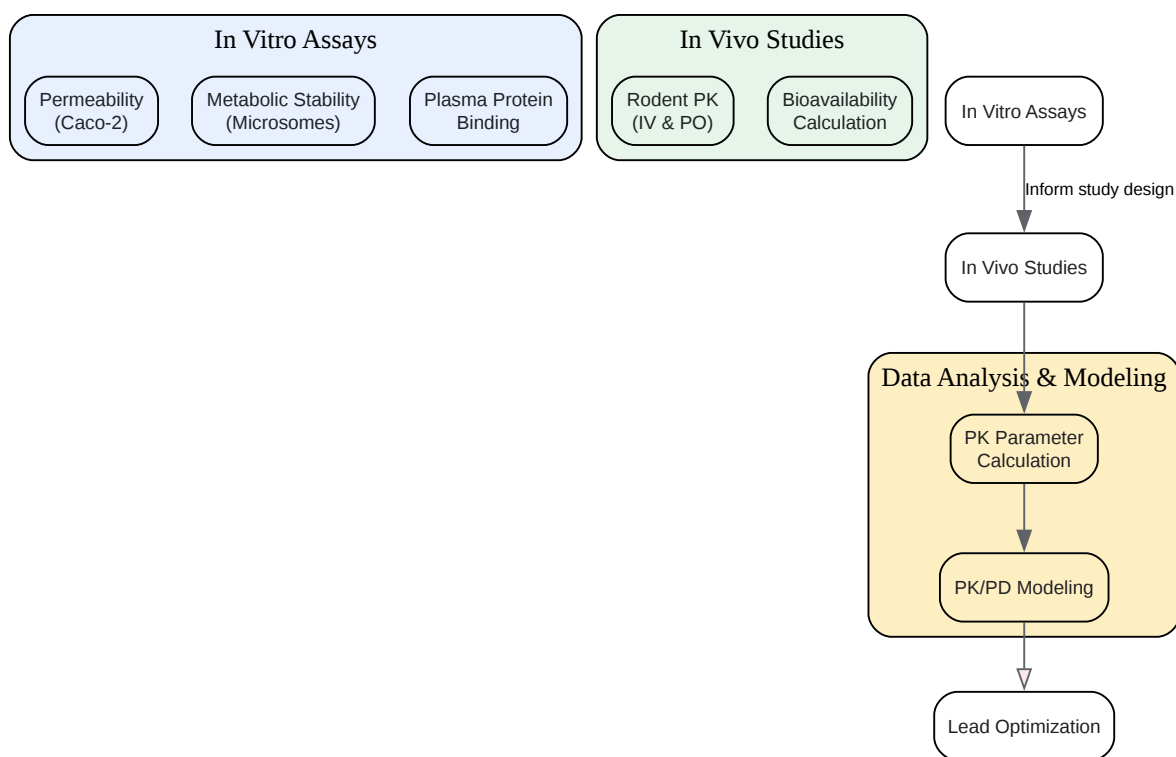 In Vitro Assays
Permeability
(Caco-2)
Metabolic Stability
(Microsomes)
Plasma Protein
Binding
In Vivo Studies
Rodent PK
(IV & PO)
Bioavailability
Calculation
In Vitro Assays
Inform study design
In Vivo Studies
Data Analysis & Modeling
PK Parameter
Calculation
PK/PD Modeling
Lead Optimization